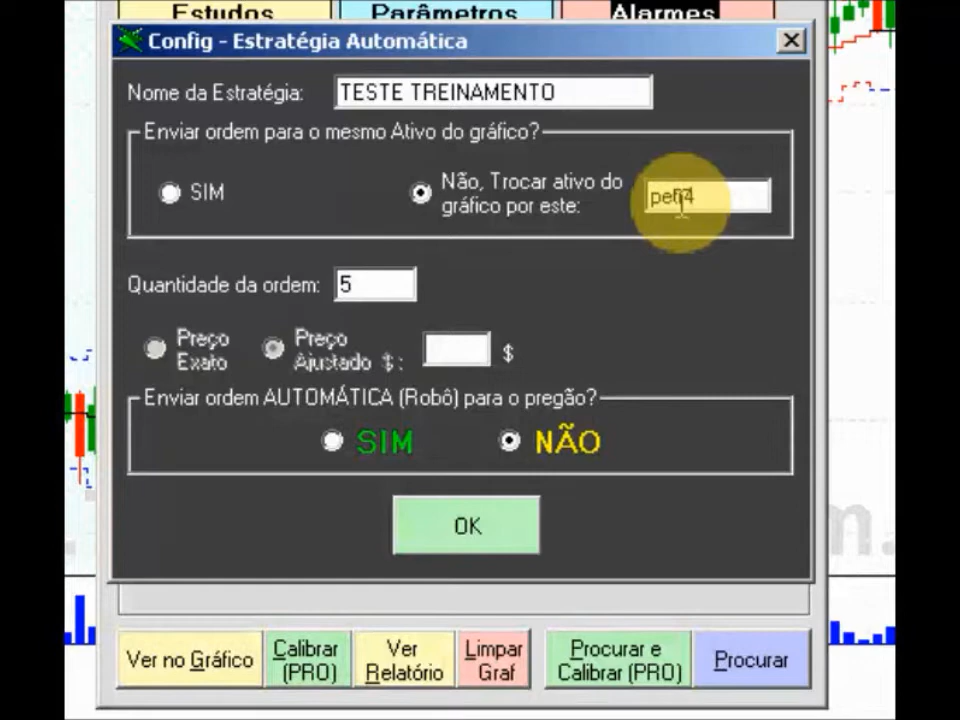 Estudos Parâmetros Alarmes
Config - Estratégia Automática
Nome da Estratégia: TESTE TREINAMENTO
Enviar ordem para o mesmo Ativo do gráfico?
SIM
Não, Trocar ativo do
gráfico por este:
Quantidade da ordem: 5
Preço
Exato
Preço
Ajustado $ :
$
Enviar ordem AUTOMÁTICA (Robô) para o pregão?
SIM NÃO
OK
Ver no Gráfico
Calibrar
(PRO)
Ver
Relatório
Limpar
Graf
Procurar e
Calibrar (PRO)
Procurar